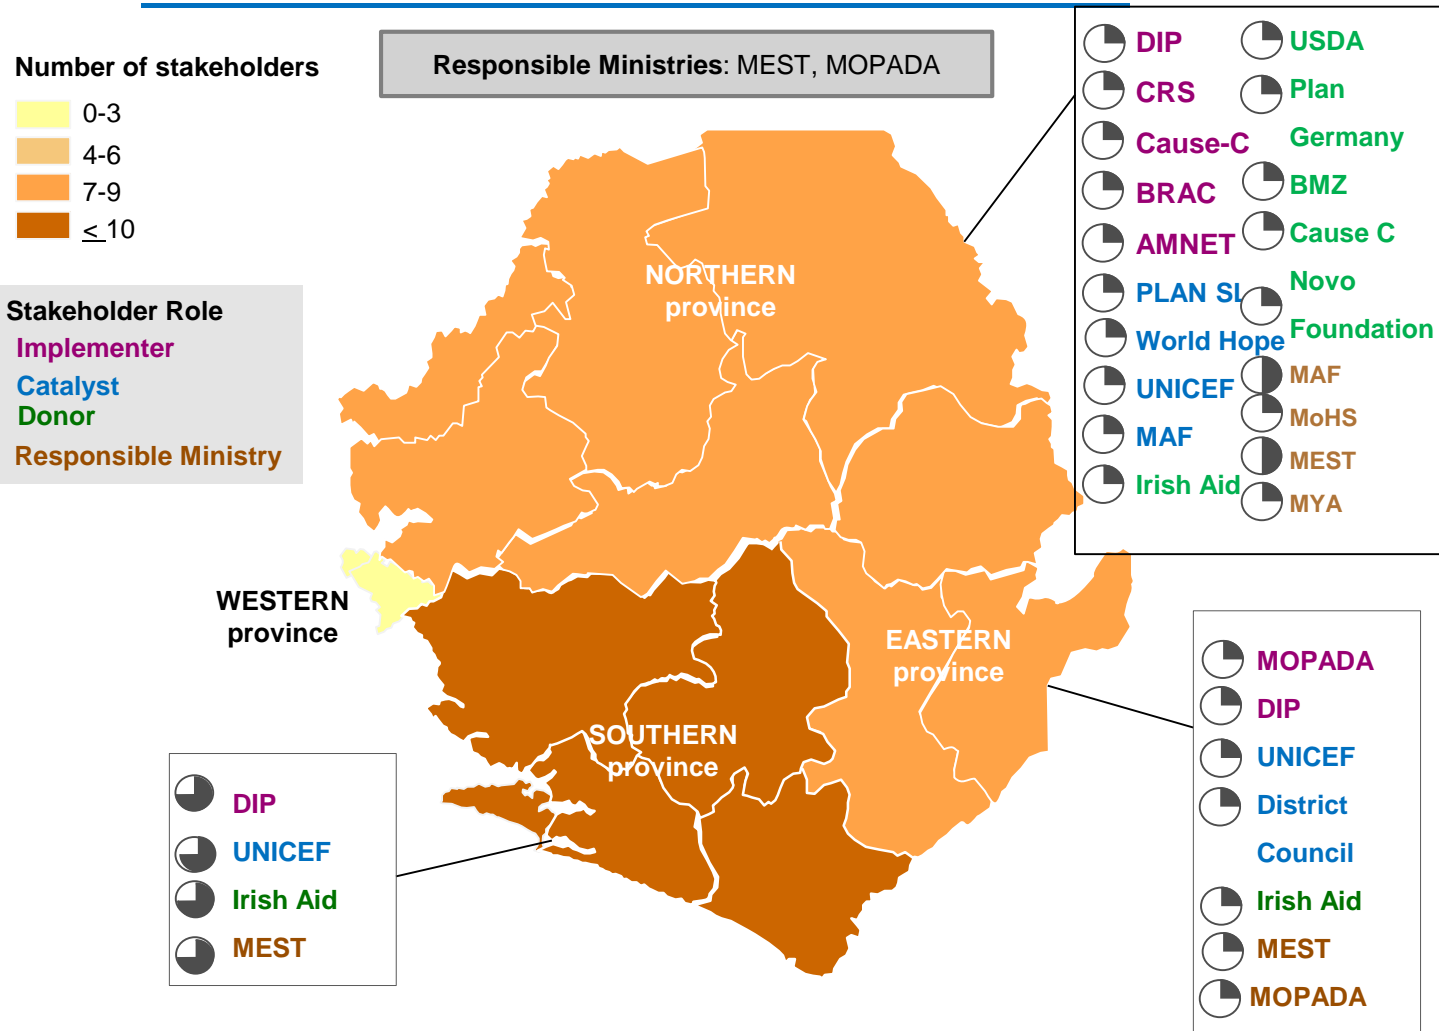 Number of stakeholders
0-3
4-6
7-9
< 10
Responsible Ministries: MEST, MOPADA
Stakeholder Role
Implementer
Catalyst
Donor
Responsible Ministry
NORTHERN
province
WESTERN
province
EASTERN
province
SOUTHERN
province
DIP
CRS
Cause-C
BRAC
AMNET
PLAN SL
World Hope
UNICEF
MAF
Irish Aid
USDA
Plan
Germany
BMZ
Cause C
Novo
Foundation
MAF
MoHS
MEST
MYA
DIP
UNICEF
Irish Aid
MEST
MOPADA
DIP
UNICEF
District
Council
Irish Aid
MEST
MOPADA